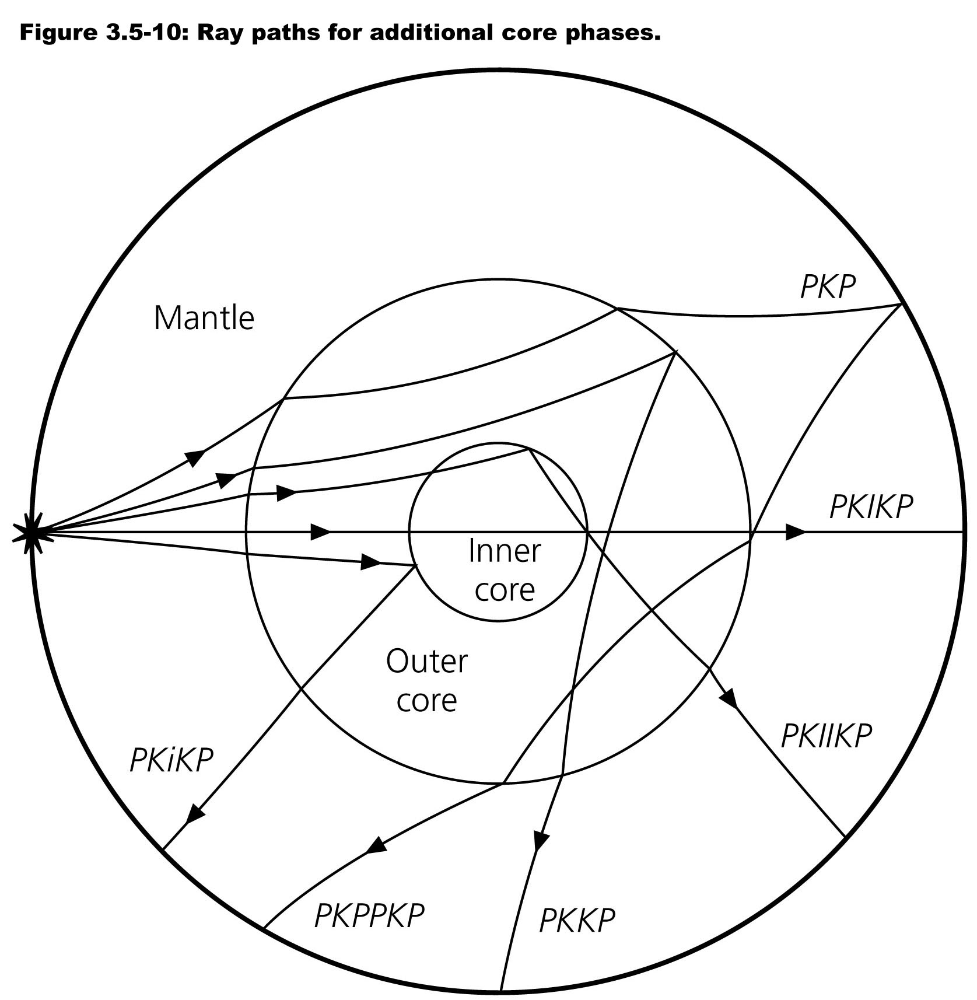 Figure 3.5-10: Ray paths for additional core phases.
PKP
Mantle
PKIKP
Inner
core
Outer
core
PKIIKP
PKiKP
PKPPKP
PKKP